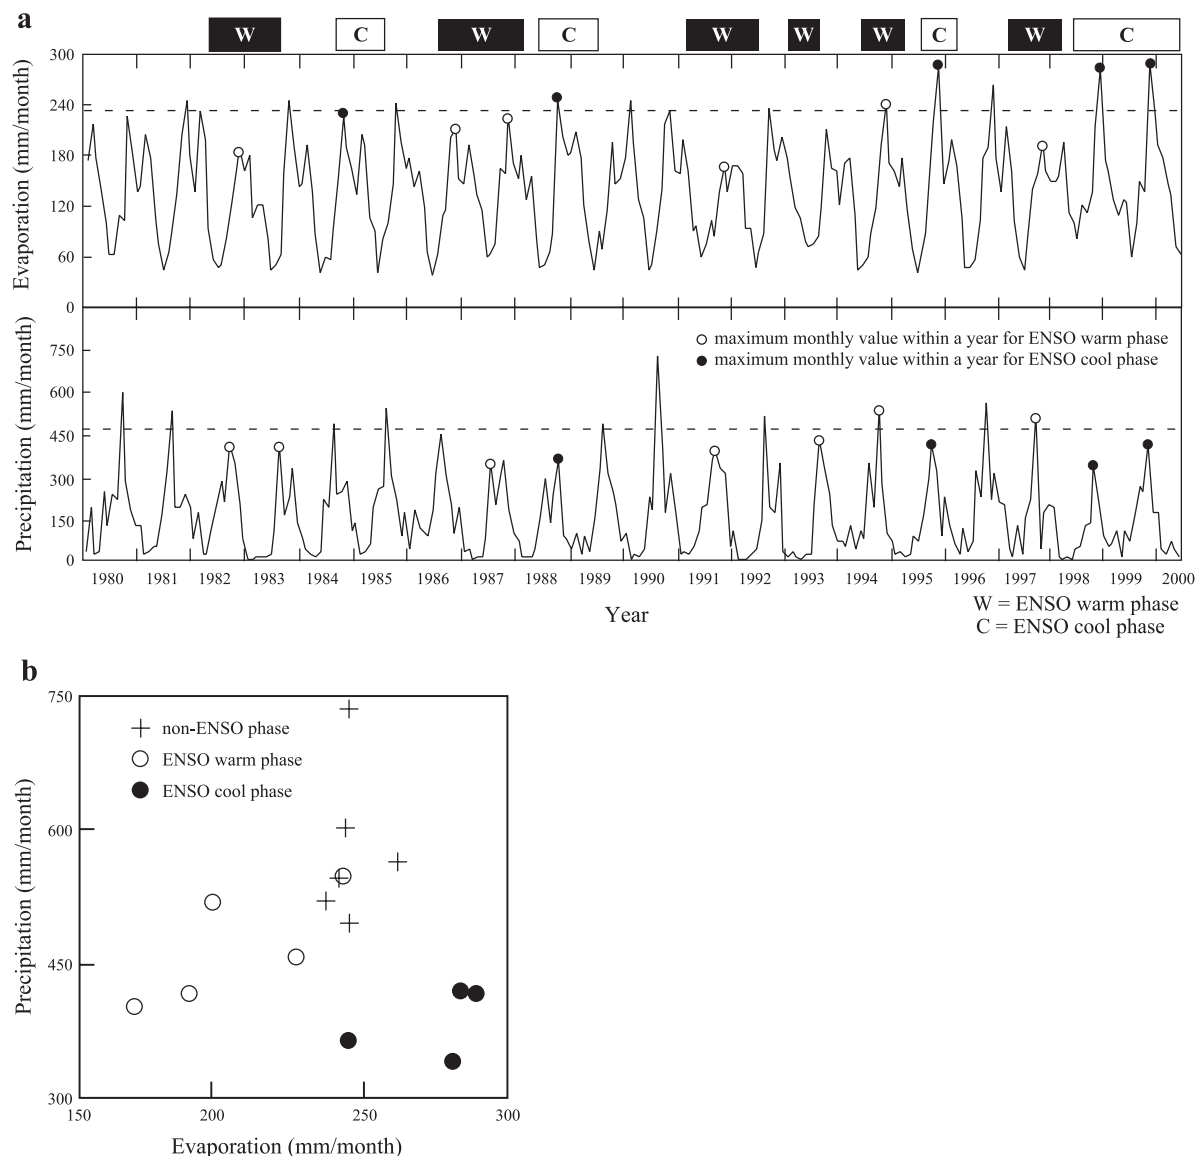 a
W C W C W W W C W C
300
240
180
120
60
0
Evaporation (mm/month)
maximum monthly value within a year for ENSO warm phase
maximum monthly value within a year for ENSO cool phase
750
600
450
300
150
0
Precipitation (mm/month)
1980 1981 1982 1983 1984 1985 1986 1987 1988 1989 1990 1991 1992 1993 1994 1995 1996 1997 1998 1999 2000
Year
W = ENSO warm phase
C = ENSO cool phase
b
750
600
450
300
Precipitation (mm/month)
non-ENSO phase
ENSO warm phase
ENSO cool phase
150 200 250 300
Evaporation (mm/month)